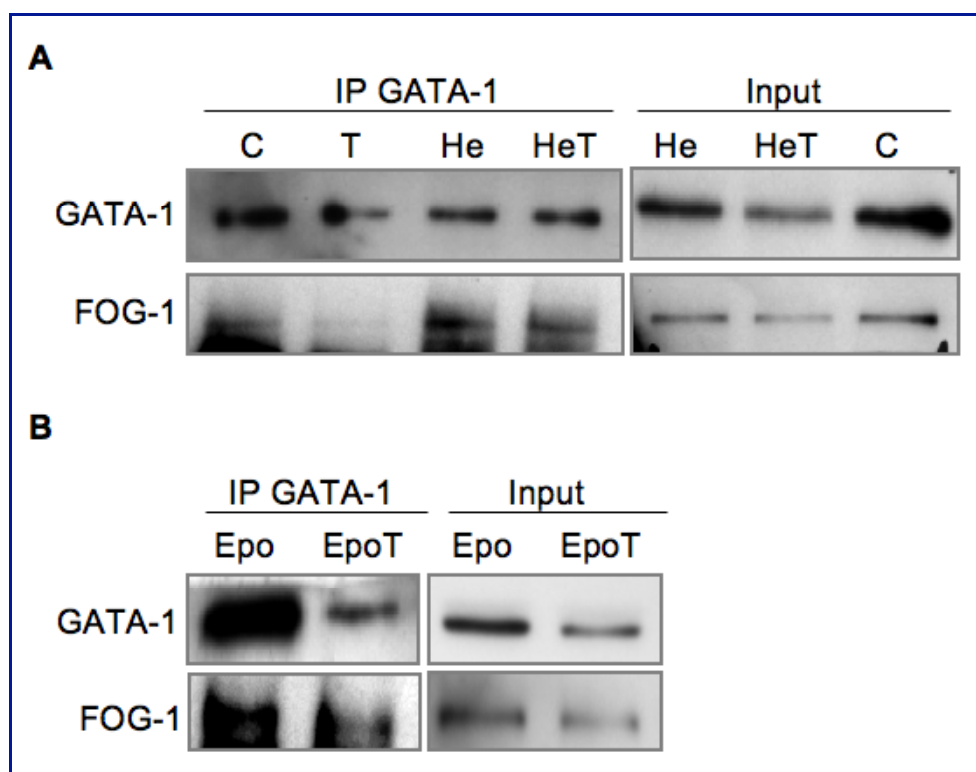 A
IP GATA-1 Input
C T He HeT He HeT C
GATA-1
FOG-1
B
IP GATA-1 Input
Epo EpoT Epo EpoT
GATA-1
FOG-1